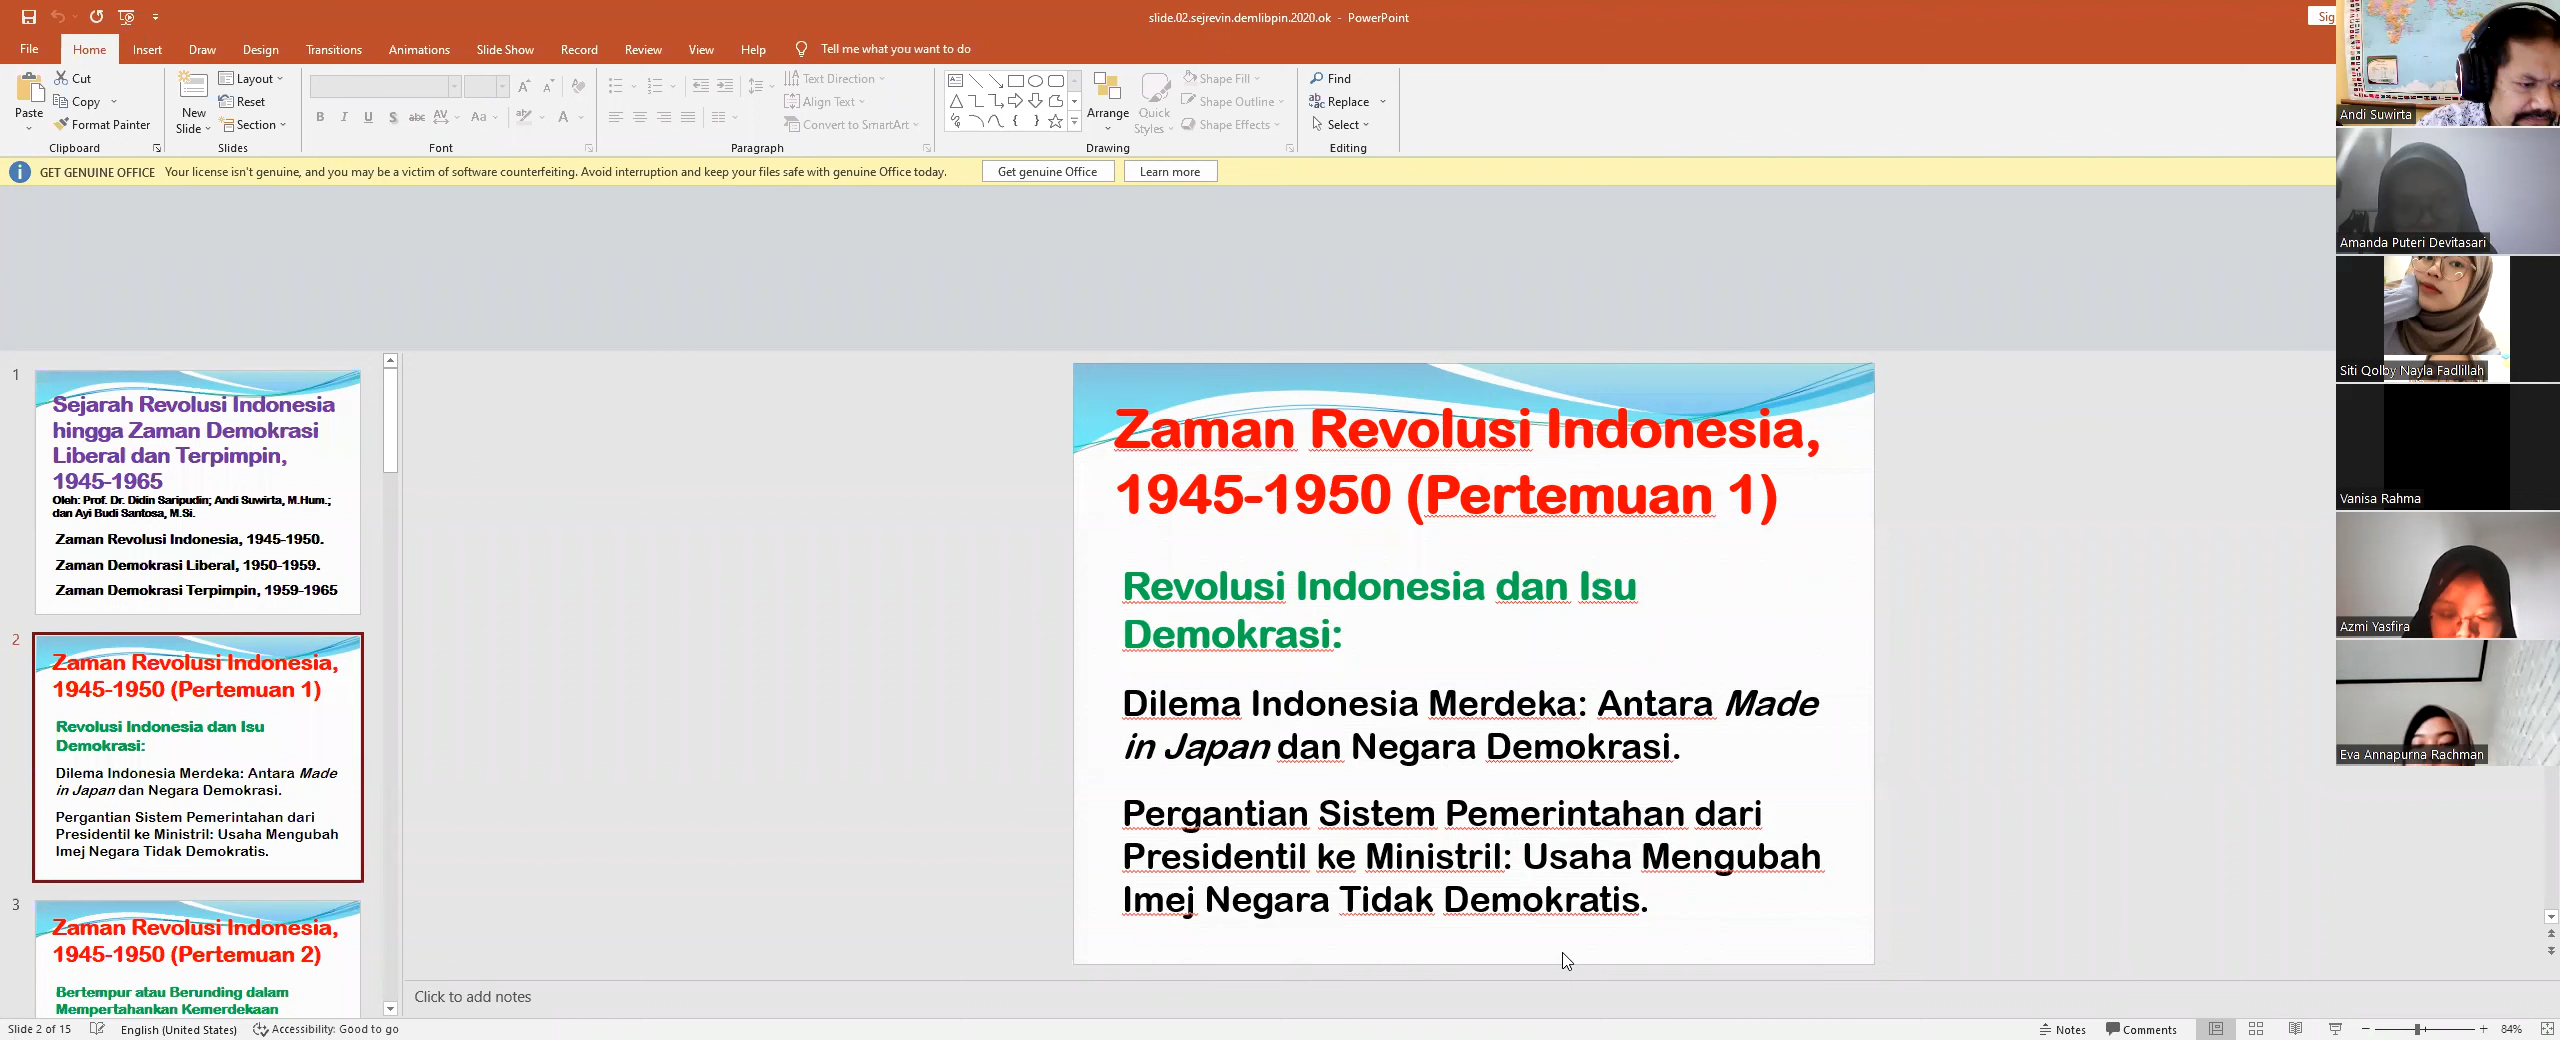 slide.02.sejrevin.demlibpin.2020.ok - PowerPoint
Sig
File Home Insert Draw Design Transitions Animations Slide Show Record Review View Help Tell me what you want to do
Paste
Cut
Copy
Format Painter
Clipboard
New
Slide
Layout
Reset
Section
Slides
B I U S abc AV Aa A
Font
Text Direction
Align Text
Convert to SmartArt
Paragraph
Arrange
Quick
Styles
Shape Fill
Shape Outline
Shape Effects
Drawing
Find
Replace
Select
Editing
GET GENUINE OFFICE Your license isn't genuine, and you may be a victim of software counterfeiting. Avoid interruption and keep your files safe with genuine Office today. Get genuine Office Learn more
1
Sejarah Revolusi Indonesia
hingga Zaman Demokrasi
Liberal dan Terpimpin,
1945-1965
Oleh: Prof. Dr. Didin Saripudin; Andi Suwirta, M.Hum.;
dan Ayi Budi Santosa, M.Si.
Zaman Revolusi Indonesia, 1945-1950.
Zaman Demokrasi Liberal, 1950-1959.
Zaman Demokrasi Terpimpin, 1959-1965
2
Zaman Revolusi Indonesia,
1945-1950 (Pertemuan 1)
Revolusi Indonesia dan Isu
Demokrasi:
Dilema Indonesia Merdeka: Antara Made
in Japan dan Negara Demokrasi.
Pergantian Sistem Pemerintahan dari
Presidentil ke Ministril: Usaha Mengubah
Imej Negara Tidak Demokratis.
3
Zaman Revolusi Indonesia,
1945-1950 (Pertemuan 2)
Bertempur atau Berunding dalam
Mempertahankan Kemerdekaan
Zaman Revolusi Indonesia,
1945-1950 (Pertemuan 1)
Revolusi Indonesia dan Isu
Demokrasi:
Dilema Indonesia Merdeka: Antara Made
in Japan dan Negara Demokrasi.
Pergantian Sistem Pemerintahan dari
Presidentil ke Ministril: Usaha Mengubah
Imej Negara Tidak Demokratis.
Click to add notes
Andi Suwirta
Amanda Puteri Devitasari
Siti Qolby Nayla Fadlillah
Vanisa Rahma
Azmi Yasfira
Eva Annapurna Rachman
Slide 2 of 15 English (United States) Accessibility: Good to go Notes Comments 84%